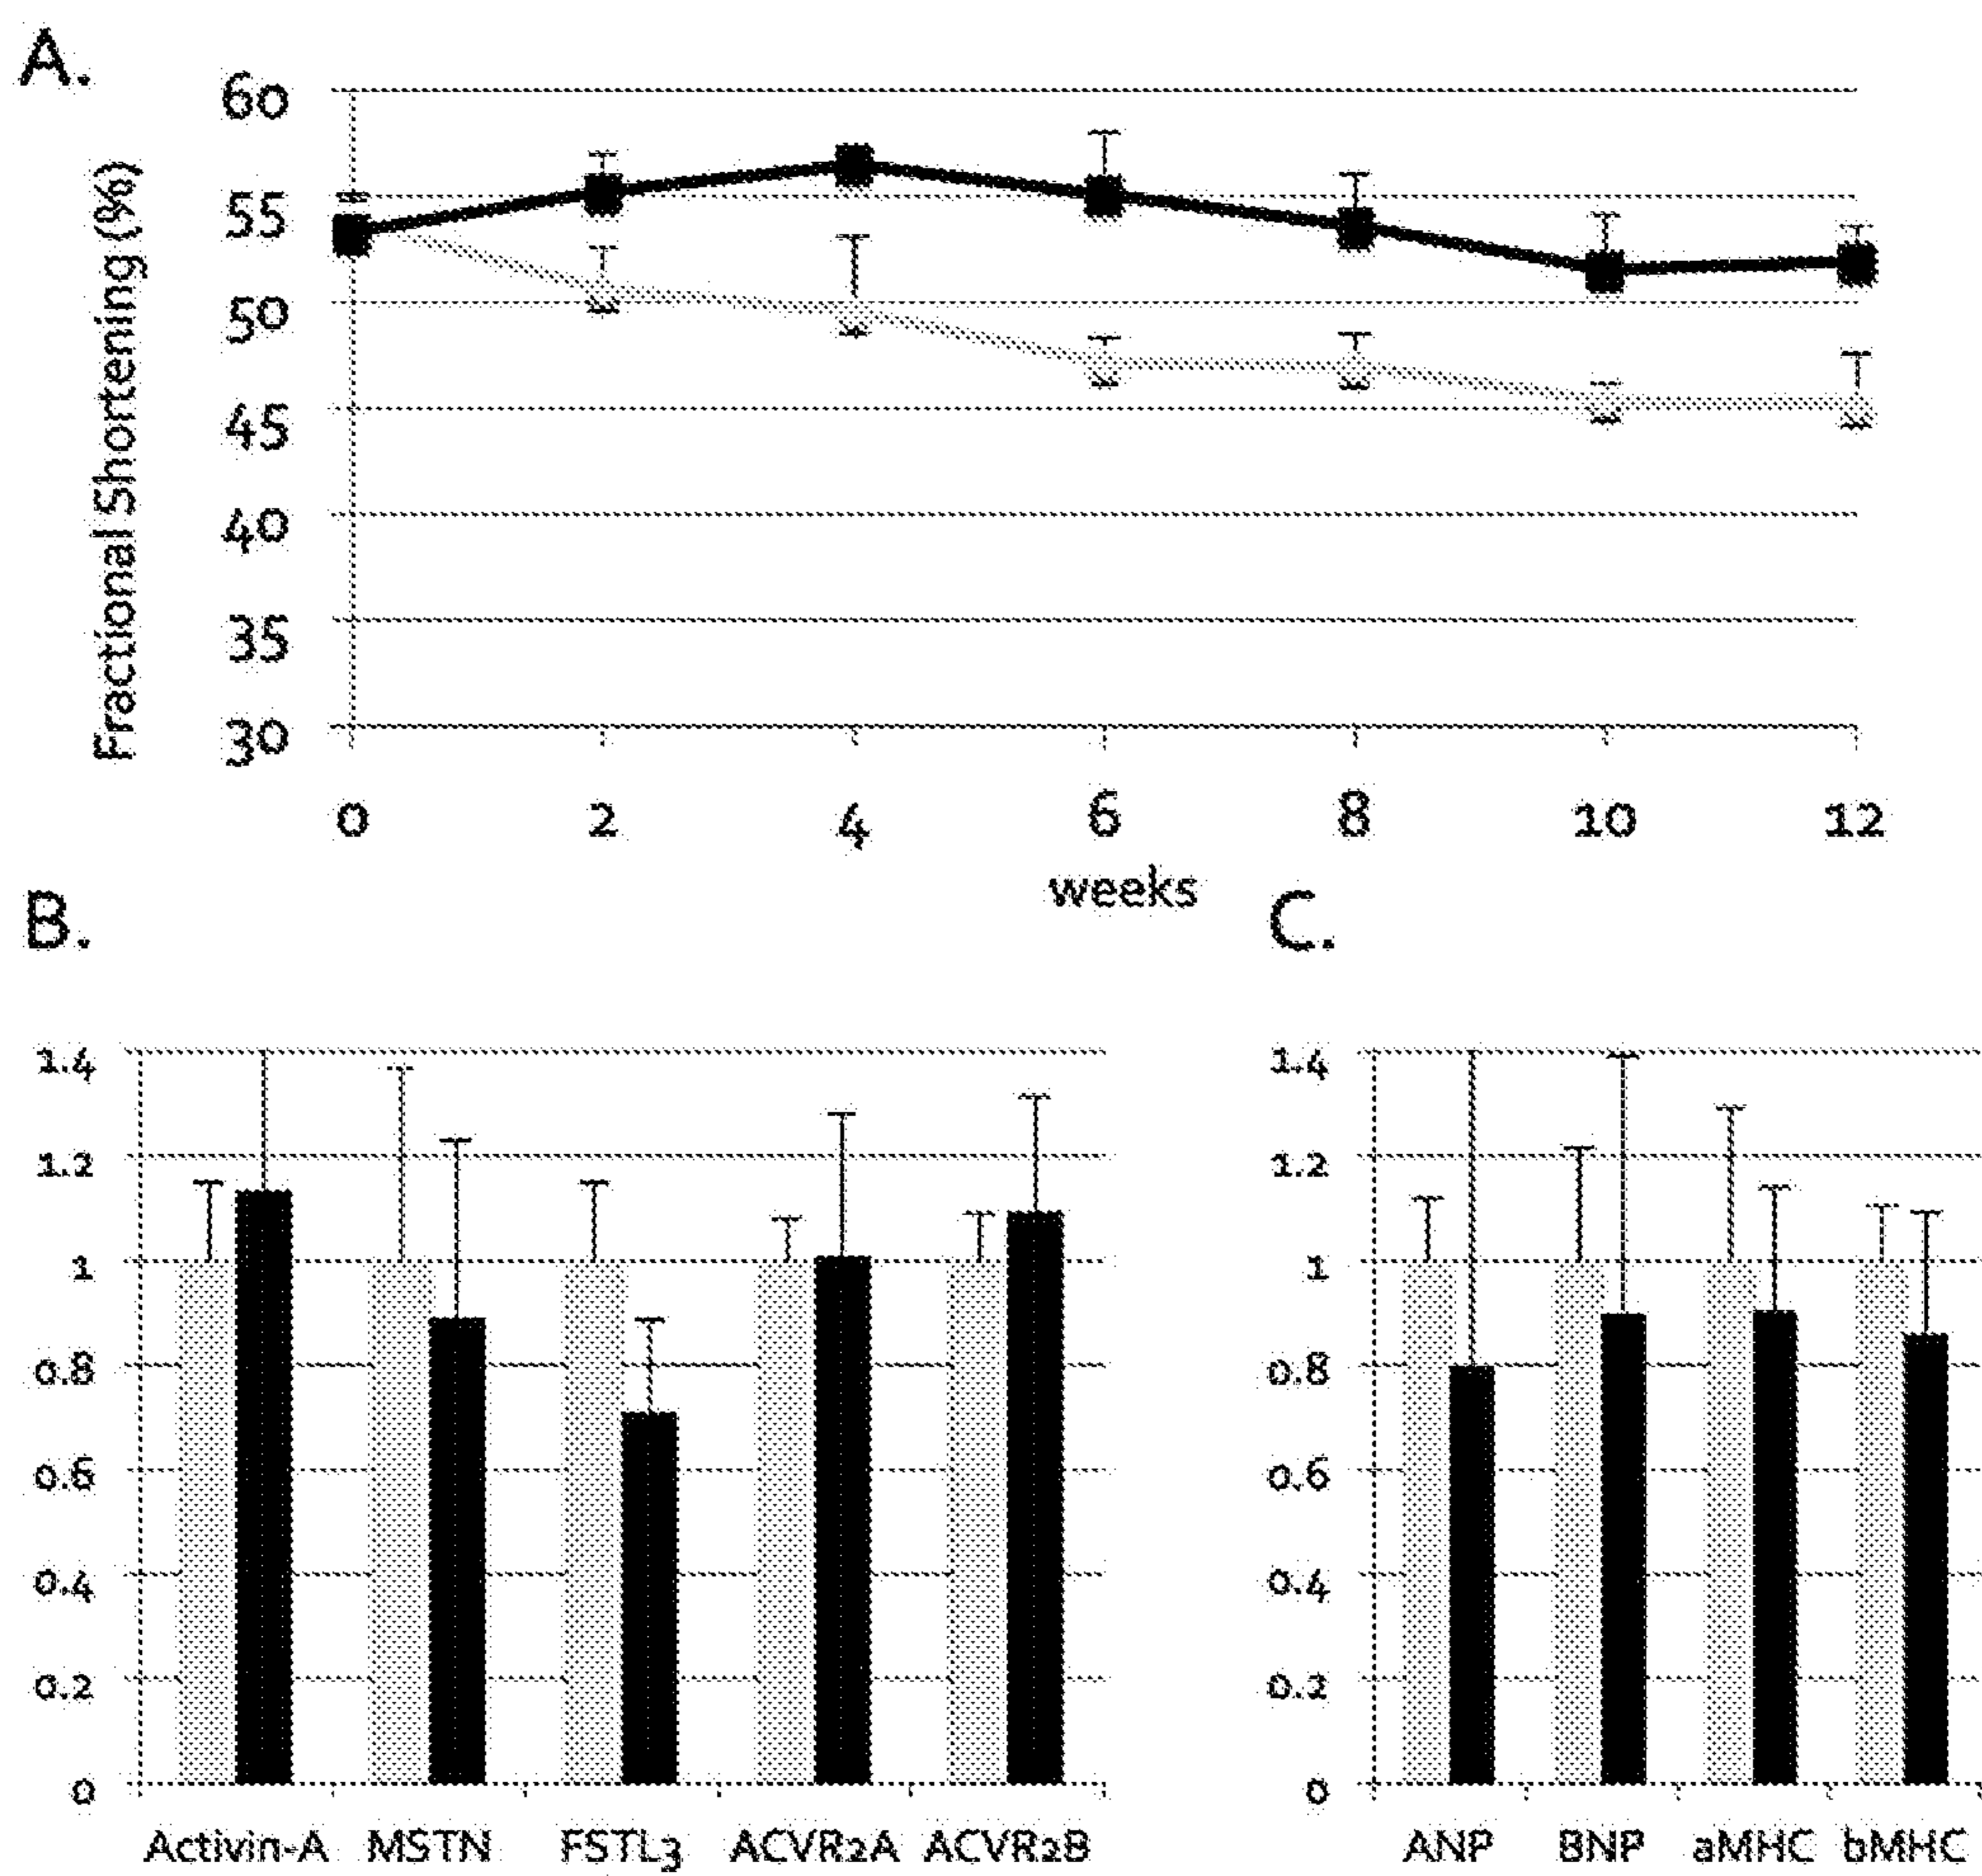 A.
Fractional Shortening (%)
60
55
50
45
40
35
30
0 2 4 6 8 10 12
weeks
B.
1.4
1.2
1
0.8
0.6
0.4
0.2
0
Activin-A MSTN FSTL3 ACVR2A ACVR2B
C.
1.4
1.2
1
0.8
0.6
0.4
0.2
0
ANP BNP aMHC bMHC